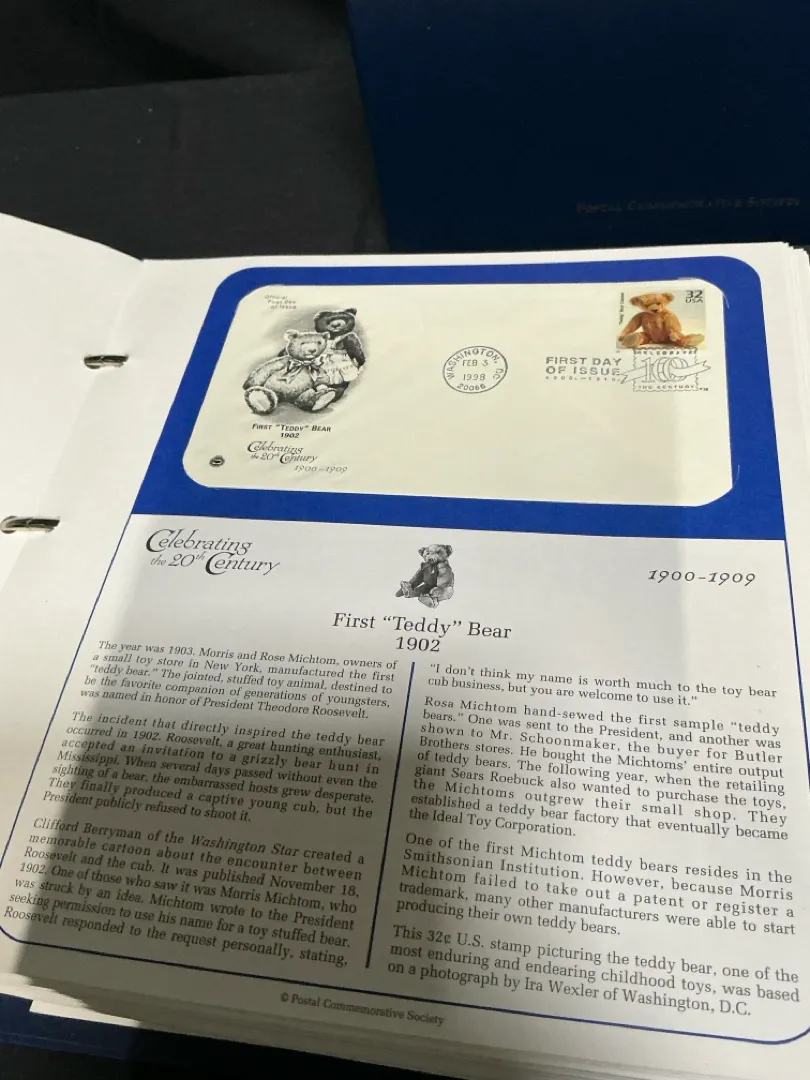 POSTAL COMMEMORATIVE SOCIETY
Official
First Day
of Issue
32
USA
"Teddy" Bear Created
WASHINGTON, DC
FEB 3
1998
20066
FIRST DAY
OF ISSUE
CELEBRATE
100
THE CENTURY™
FIRST "TEDDY" BEAR
1902
Celebrating
the 20th Century
1900-1909
Celebrating
the 20th Century
1900-1909
First "Teddy" Bear
1902
The year was 1903. Morris and Rose Michtom, owners of
a small toy store in New York, manufactured the first
"teddy bear." The jointed, stuffed toy animal, destined to
be the favorite companion of generations of youngsters,
was named in honor of President Theodore Roosevelt.
The incident that directly inspired the teddy bear
occurred in 1902. Roosevelt, a great hunting enthusiast,
accepted an invitation to a grizzly bear hunt in
Mississippi. When several days passed without even the
sighting of a bear, the embarrassed hosts grew desperate.
They finally produced a captive young cub, but the
President publicly refused to shoot it.
Clifford Berryman of the Washington Star created a
memorable cartoon about the encounter between
Roosevelt and the cub. It was published November 18,
1902. One of those who saw it was Morris Michtom, who
was struck by an idea. Michtom wrote to the President
seeking permission to use his name for a toy stuffed bear.
Roosevelt responded to the request personally, stating,
"I don't think my name is worth much to the toy bear
cub business, but you are welcome to use it."
Rosa Michtom hand-sewed the first sample "teddy
bears." One was sent to the President, and another was
shown to Mr. Schoonmaker, the buyer for Butler
Brothers stores. He bought the Michtoms' entire output
of teddy bears. The following year, when the retailing
giant Sears Roebuck also wanted to purchase the toys,
the Michtoms outgrew their small shop. They
established a teddy bear factory that eventually became
the Ideal Toy Corporation.
One of the first Michtom teddy bears resides in the
Smithsonian Institution. However, because Morris
Michtom failed to take out a patent or register a
trademark, many other manufacturers were able to start
producing their own teddy bears.
This 32¢ U.S. stamp picturing the teddy bear, one of the
most enduring and endearing childhood toys, was based
on a photograph by Ira Wexler of Washington, D.C.
© Postal Commemorative Society